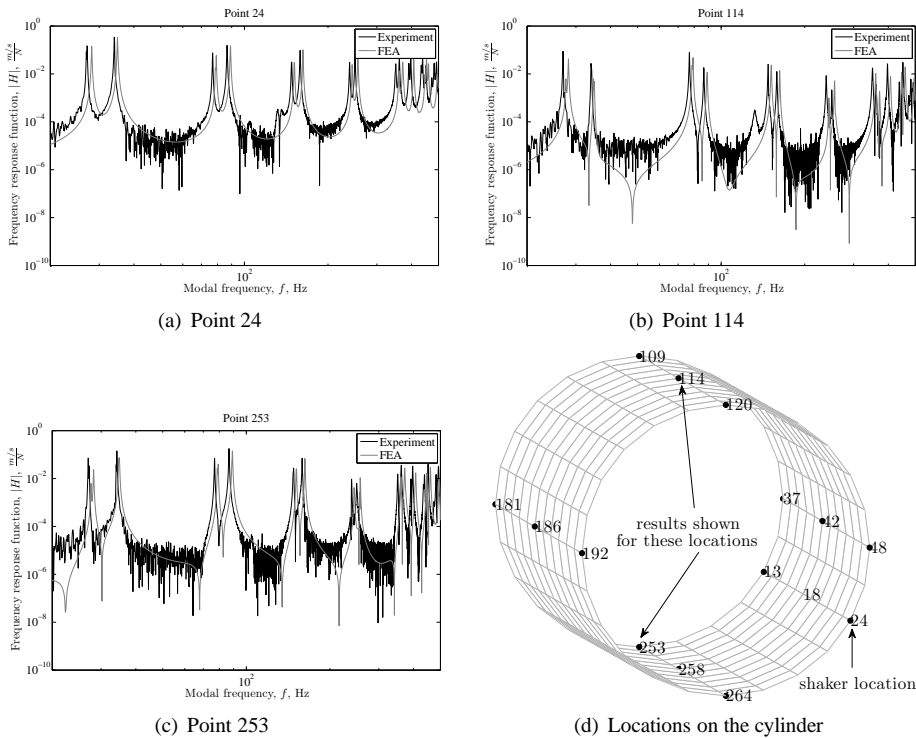 Point 24
Frequency response function, |H|, m/s/N
10^0
10^-2
10^-4
10^-6
10^-8
10^-10
Experiment
FEA
10^2
Modal frequency, f, Hz
(a) Point 24
Point 114
Frequency response function, |H|, m/s/N
10^0
10^-2
10^-4
10^-6
10^-8
10^-10
Experiment
FEA
10^2
Modal frequency, f, Hz
(b) Point 114
Point 253
Frequency response function, |H|, m/s/N
10^0
10^-2
10^-4
10^-6
10^-8
10^-10
Experiment
FEA
10^2
Modal frequency, f, Hz
(c) Point 253
109
114
120
181
186
192
37
42
48
13
18
24
253
258
264
results shown
for these locations
shaker location
(d) Locations on the cylinder